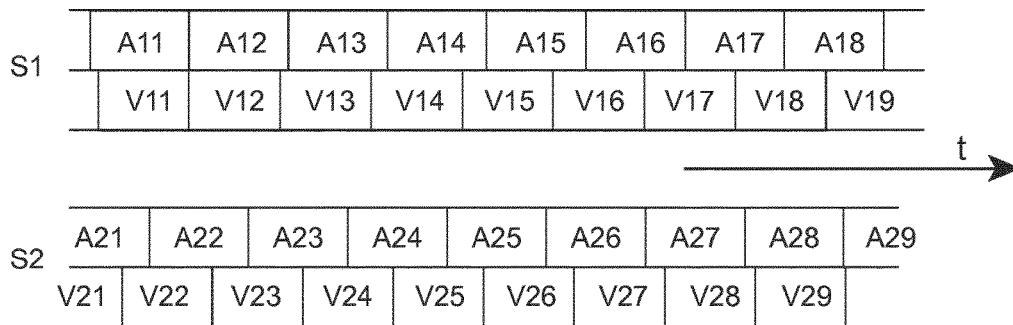 A11 A12 A13 A14 A15 A16 A17 A18
S1
V11 V12 V13 V14 V15 V16 V17 V18 V19
t
A21 A22 A23 A24 A25 A26 A27 A28 A29
S2
V21 V22 V23 V24 V25 V26 V27 V28 V29